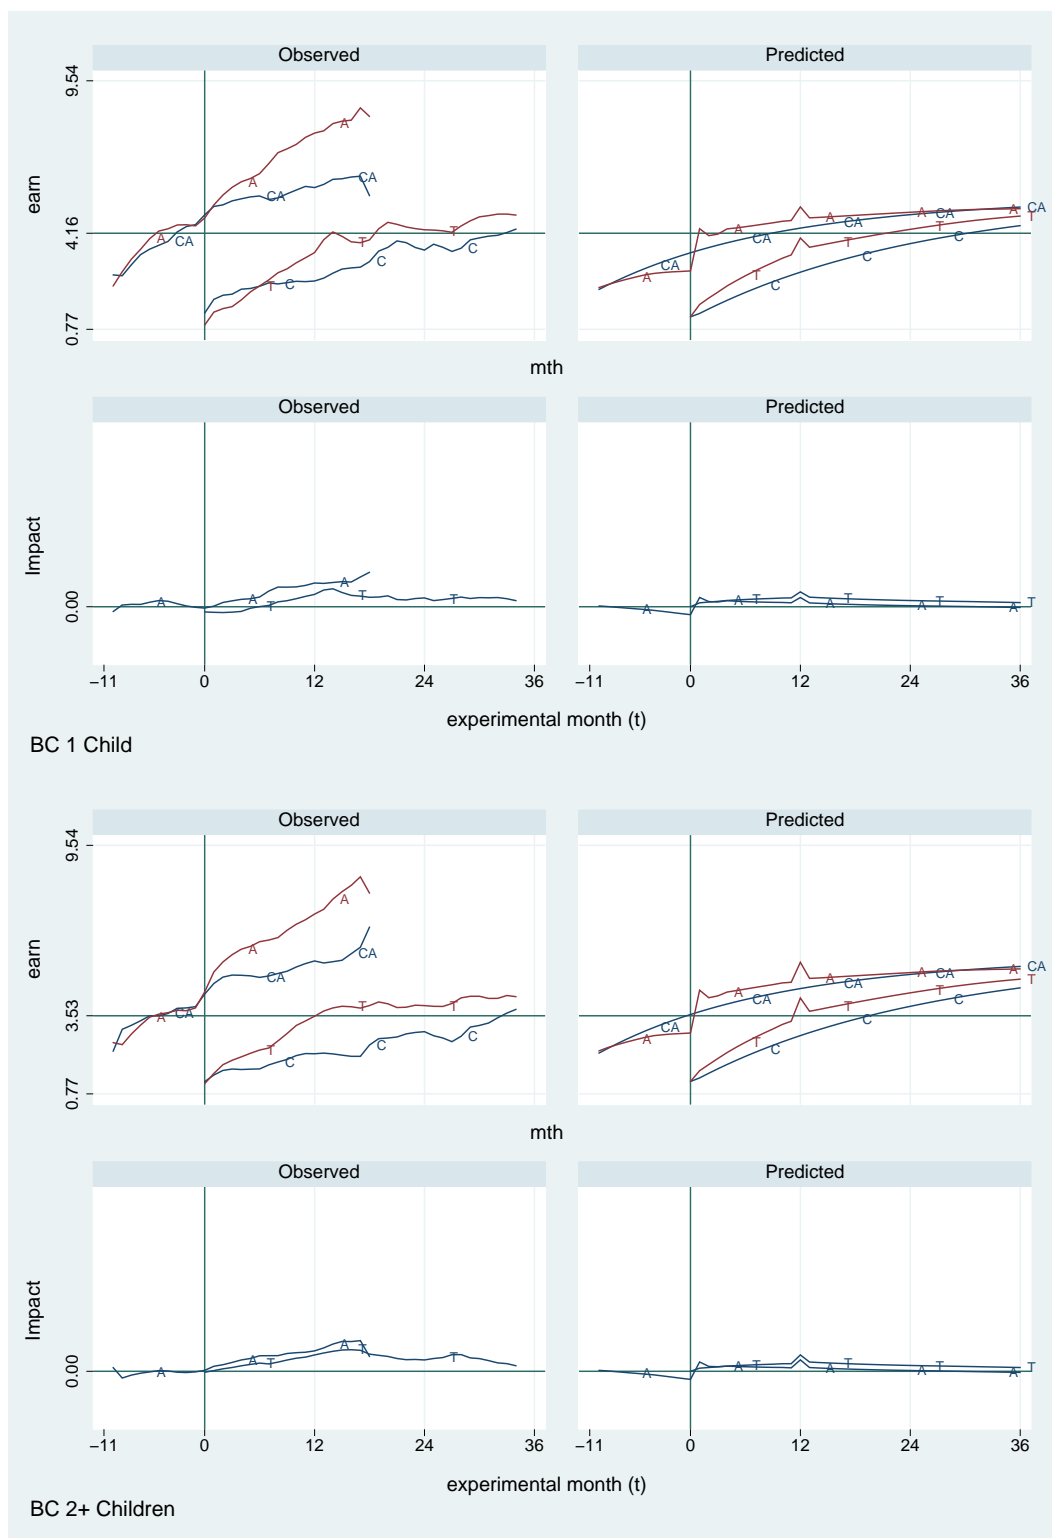 Observed Predicted
9.54
earn
4.16
0.77
A CA A CA A CA T C T C T C
A CA A CA A CA A CA A CA T C T C T C T C T
mth
Observed Predicted
Impact
0.00
A A T A T T
A A T A T A T A T
−11 0 12 24 36 −11 0 12 24 36
experimental month (t)
BC 1 Child
Observed Predicted
9.54
earn
3.53
0.77
A CA A CA A CA T C T C T C
A CA A CA A CA A CA A CA T C T C T C T
mth
Observed Predicted
Impact
0.00
A A T A T T
A A T A T A T A T
−11 0 12 24 36 −11 0 12 24 36
experimental month (t)
BC 2+ Children